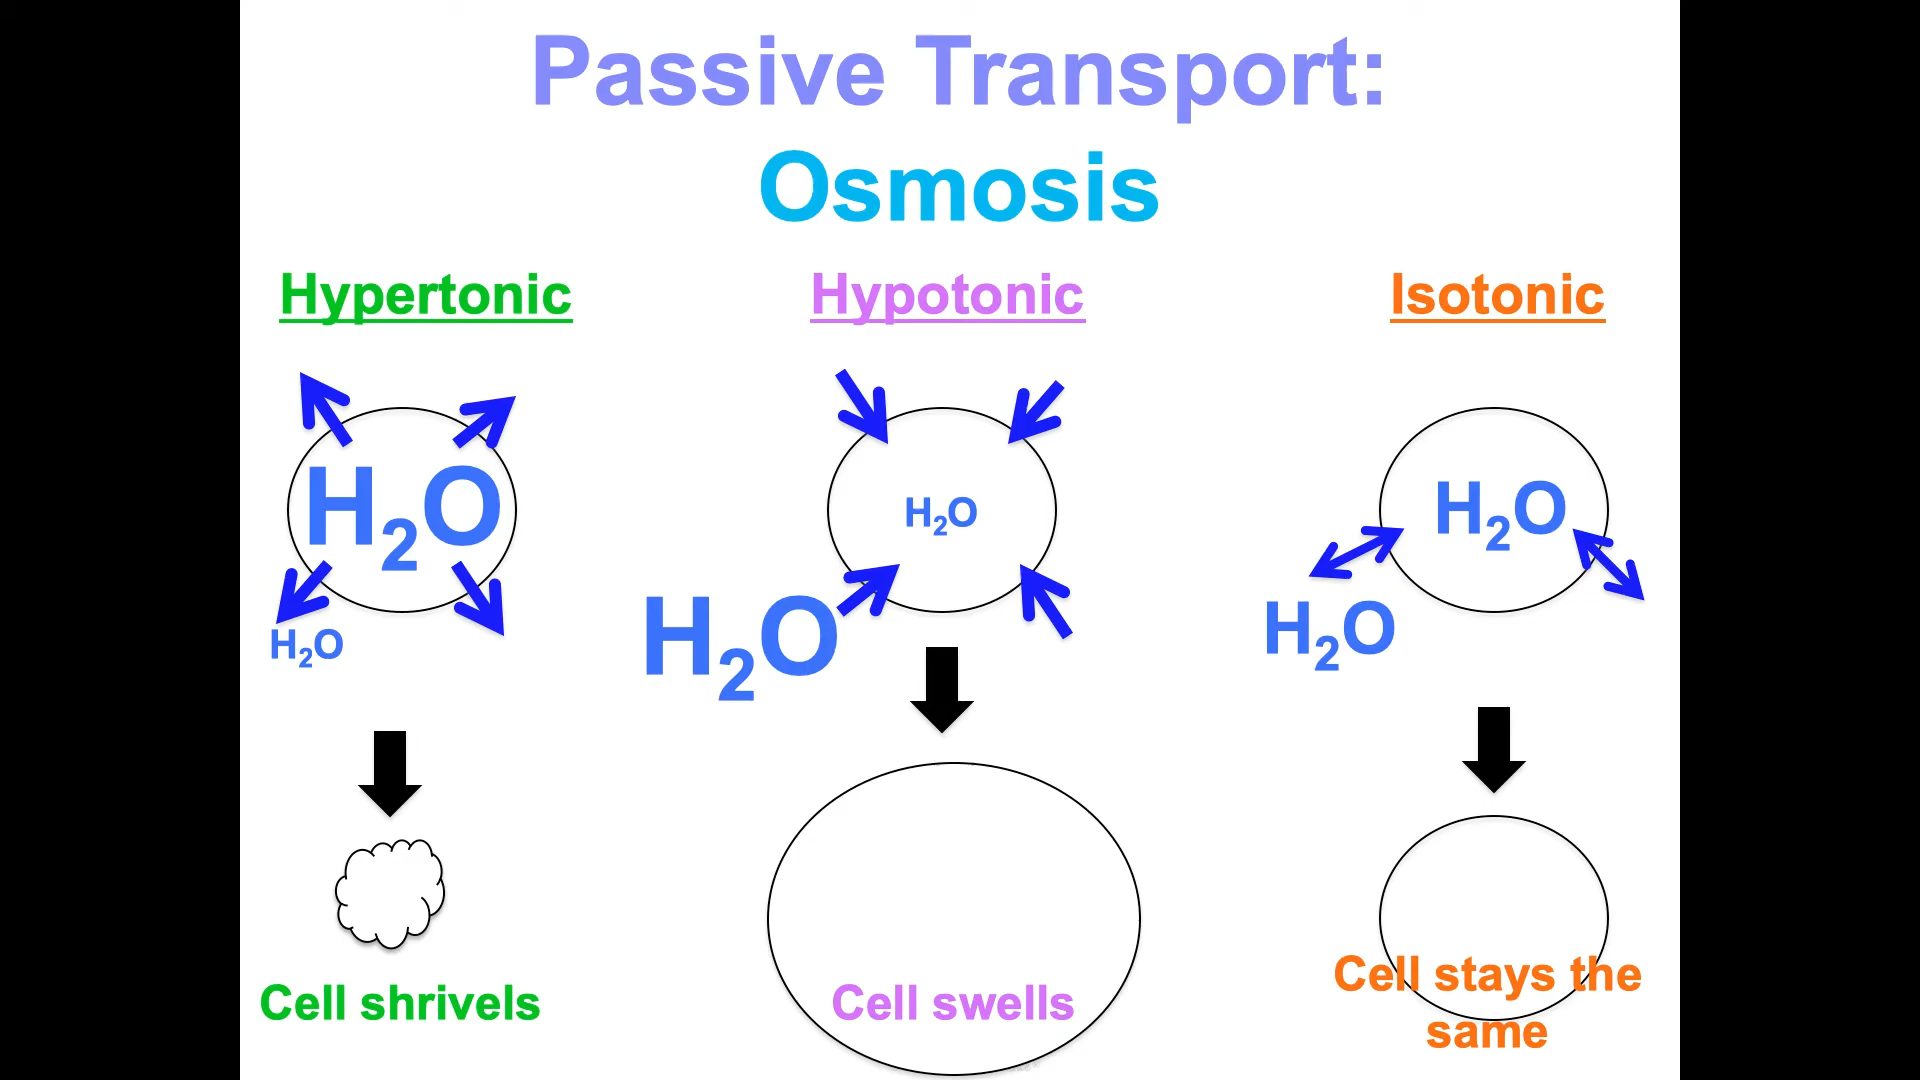 Passive Transport:
Osmosis
Hypertonic
Hypotonic
Isotonic
H₂O
H₂O
H₂O
H₂O
H₂O
H₂O
Cell shrivels
Cell swells
Cell stays the
same